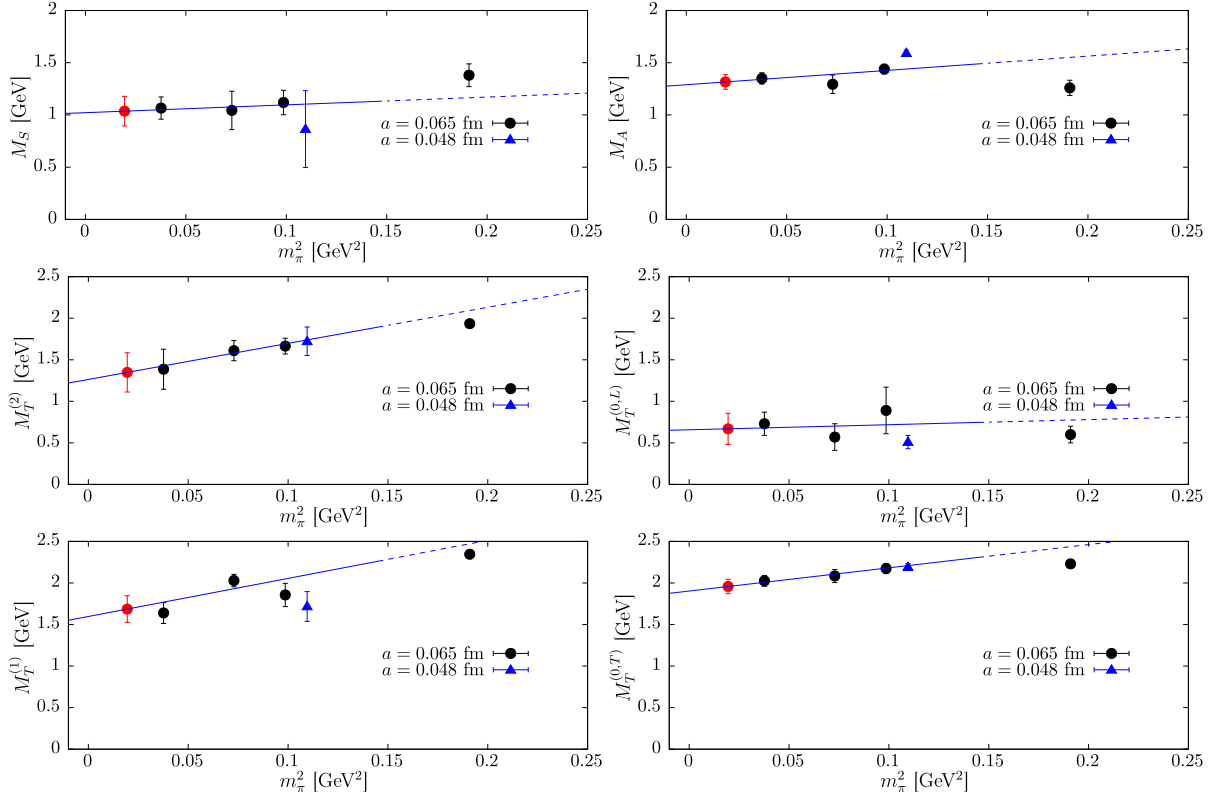 2
1.5
1
0.5
0
M_S [GeV]
a = 0.065 fm
a = 0.048 fm
0 0.05 0.1 0.15 0.2 0.25
m_π^2 [GeV^2]
2
1.5
1
0.5
0
M_A [GeV]
a = 0.065 fm
a = 0.048 fm
0 0.05 0.1 0.15 0.2 0.25
m_π^2 [GeV^2]
2.5
2
1.5
1
0.5
0
M_T^(2) [GeV]
a = 0.065 fm
a = 0.048 fm
0 0.05 0.1 0.15 0.2 0.25
m_π^2 [GeV^2]
2.5
2
1.5
1
0.5
0
M_T^(0,L) [GeV]
a = 0.065 fm
a = 0.048 fm
0 0.05 0.1 0.15 0.2 0.25
m_π^2 [GeV^2]
2.5
2
1.5
1
0.5
0
M_T^(1) [GeV]
a = 0.065 fm
a = 0.048 fm
0 0.05 0.1 0.15 0.2 0.25
m_π^2 [GeV^2]
2.5
2
1.5
1
0.5
0
M_T^(0,T) [GeV]
a = 0.065 fm
a = 0.048 fm
0 0.05 0.1 0.15 0.2 0.25
m_π^2 [GeV^2]